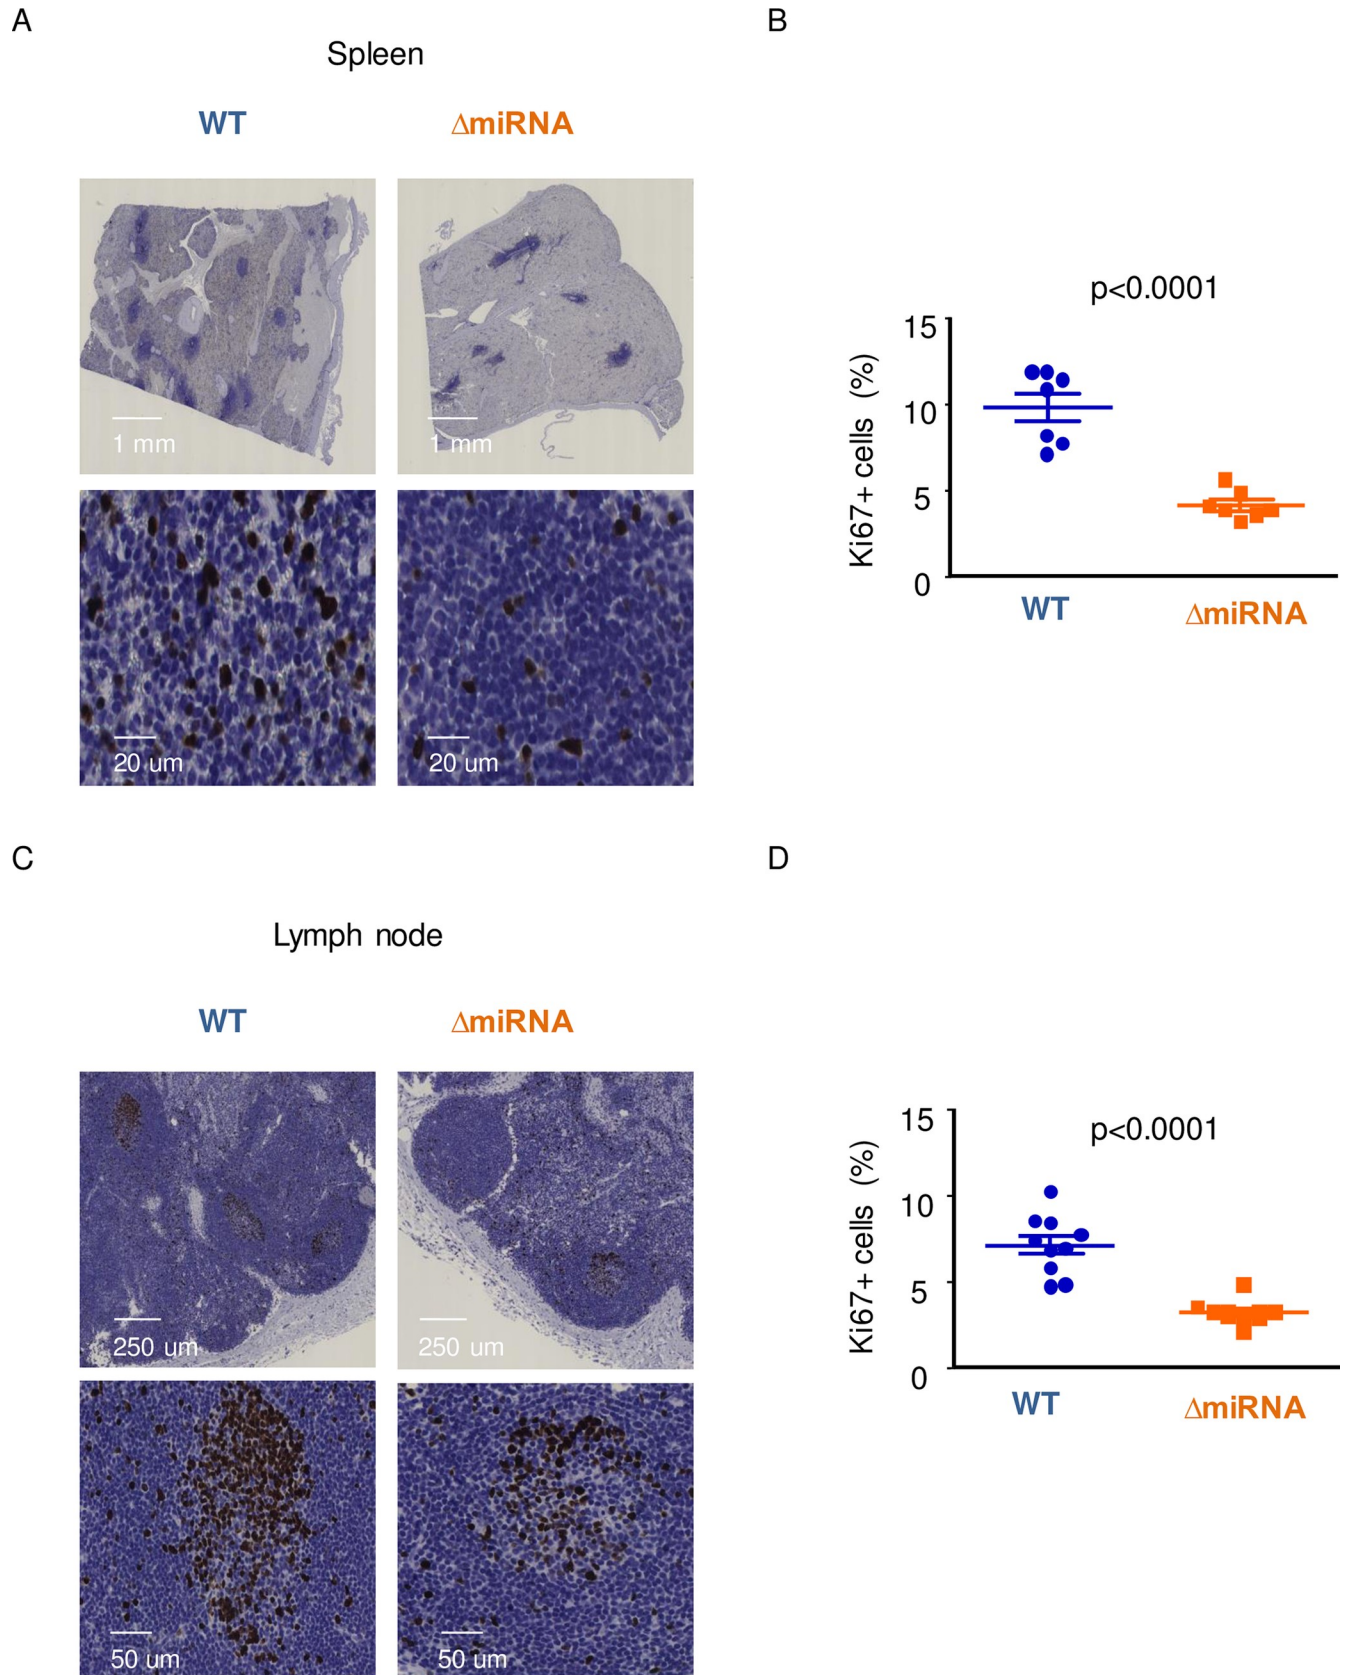 A
Spleen
WT
ΔmiRNA
1 mm
1 mm
20 um
20 um
B
p<0.0001
Ki67+ cells (%)
15
10
5
0
WT
ΔmiRNA
C
Lymph node
WT
ΔmiRNA
250 um
250 um
50 um
50 um
D
p<0.0001
Ki67+ cells (%)
15
10
5
0
WT
ΔmiRNA